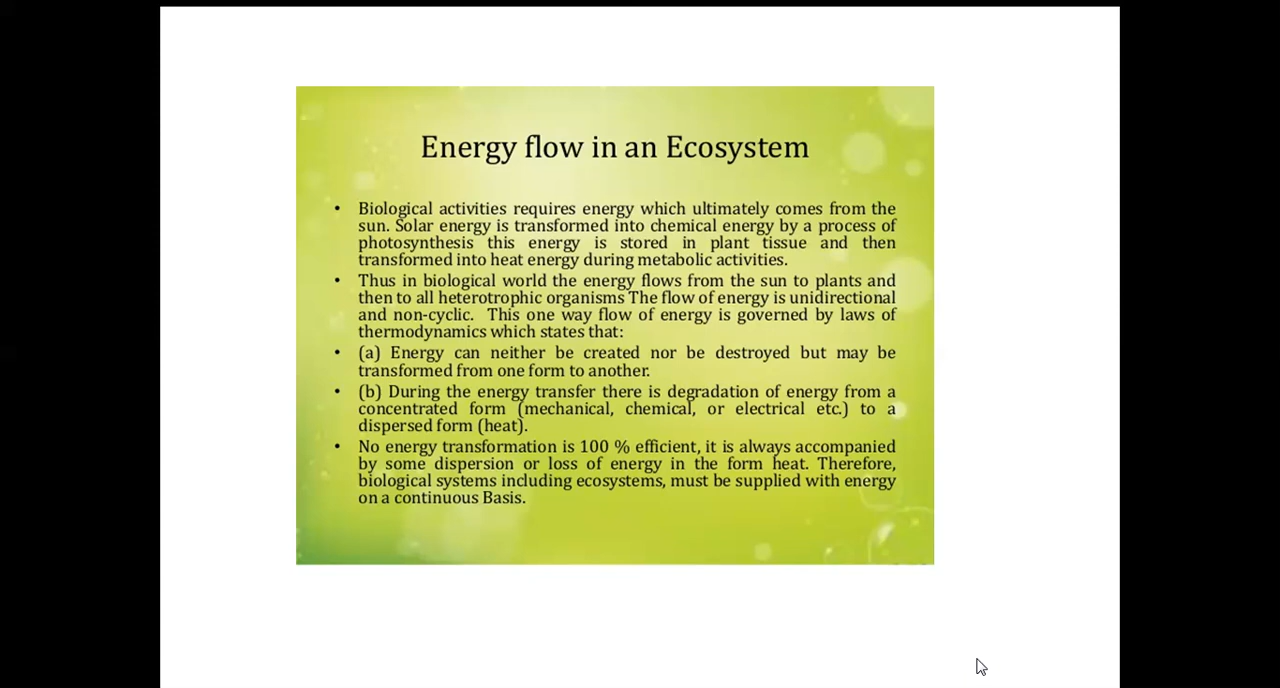 Energy flow in an Ecosystem
• Biological activities requires energy which ultimately comes from the
sun. Solar energy is transformed into chemical energy by a process of
photosynthesis this energy is stored in plant tissue and then
transformed into heat energy during metabolic activities.
• Thus in biological world the energy flows from the sun to plants and
then to all heterotrophic organisms The flow of energy is unidirectional
and non-cyclic. This one way flow of energy is governed by laws of
thermodynamics which states that:
• (a) Energy can neither be created nor be destroyed but may be
transformed from one form to another.
• (b) During the energy transfer there is degradation of energy from a
concentrated form (mechanical, chemical, or electrical etc.) to a
dispersed form (heat).
• No energy transformation is 100 % efficient, it is always accompanied
by some dispersion or loss of energy in the form heat. Therefore,
biological systems including ecosystems, must be supplied with energy
on a continuous Basis.